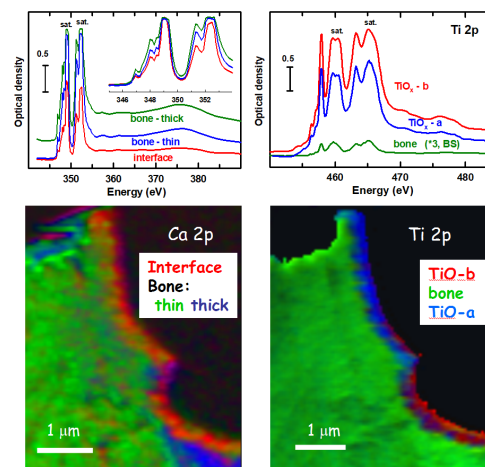 sat. sat.
0.5
346 348 350 352
bone - thick
bone - thin
interface
Optical density
350 360 370 380
Energy (eV)
sat. sat.
Ti 2p
0.5
TiOx - b
TiOx - a
bone (*3, BS)
Optical density
460 470 480
Energy (eV)
Ca 2p
Interface
Bone:
thin thick
1 μm
Ti 2p
TiO-b
bone
TiO-a
1 μm